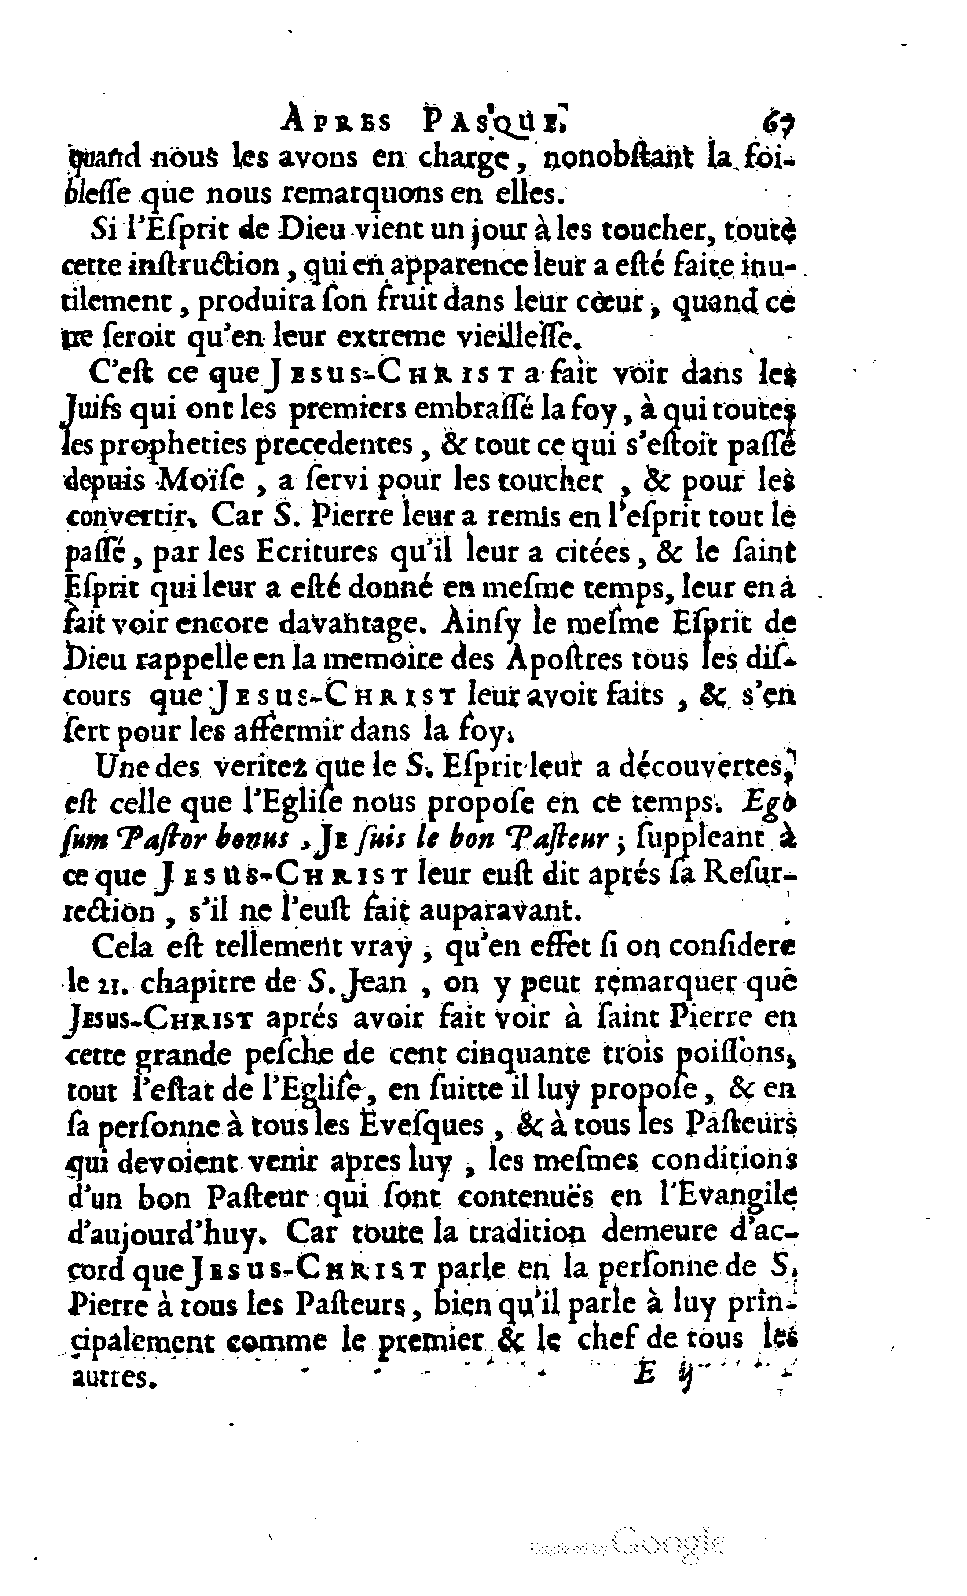 APRES PASQUE. 67
quand nous les avons en charge, nonobſtant la foi-
bleſſe que nous remarquons en elles.
Si l'Eſprit de Dieu vient un jour à les toucher, toute
cette inſtruction, qui en apparence leur a eſté faite inu-
tilement, produira ſon fruit dans leur cœur, quand ce
ne ſeroit qu'en leur extreme vieilleſſe.
C'eſt ce que JESUS-CHRIST a fait voir dans les
Juifs qui ont les premiers embraſſé la foy, à qui toutes
les propheties precedentes, & tout ce qui s'eſtoit paſſé
depuis Moïſe, a ſervi pour les toucher, & pour les
convertir. Car S. Pierre leur a remis en l'eſprit tout le
paſſé, par les Ecritures qu'il leur a citées, & le ſaint
Eſprit qui leur a eſté donné en meſme temps, leur en a
fait voir encore davantage. Ainſy le meſme Eſprit de
Dieu rappelle en la memoire des Apoſtres tous les diſ-
cours que JESUS-CHRIST leur avoit faits, & s'en
ſert pour les affermir dans la foy.
Une des veritez que le S. Eſprit leur a découvertes,
eſt celle que l'Egliſe nous propoſe en ce temps. Ego
ſum Paſtor bonus, JE ſuis le bon Paſteur; ſuppleant à
ce que JESUS-CHRIST leur euſt dit aprés ſa Reſur-
rection, s'il ne l'euſt fait auparavant.
Cela eſt tellement vray, qu'en effet ſi on conſidere
le 21. chapitre de S. Jean, on y peut remarquer que
JESUS-CHRIST aprés avoir fait voir à ſaint Pierre en
cette grande peſche de cent cinquante trois poiſſons,
tout l'eſtat de l'Egliſe, en ſuitte il luy propoſe, & en
ſa perſonne à tous les Eveſques, & à tous les Paſteurs
qui devoient venir apres luy, les meſmes conditions
d'un bon Paſteur qui ſont contenuës en l'Evangile
d'aujourd'huy. Car toute la tradition demeure d'ac-
cord que JESUS-CHRIST parle en la perſonne de S.
Pierre à tous les Paſteurs, bien qu'il parle à luy prin-
cipalement comme le premier & le chef de tous les
autres. E ij
Google